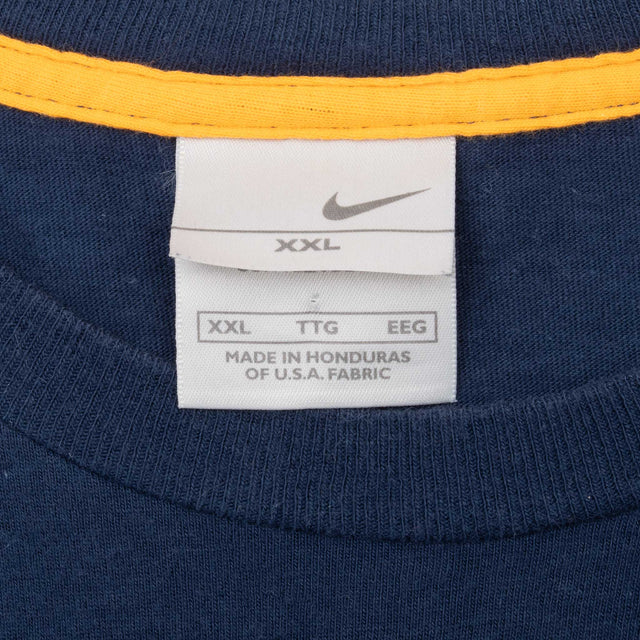 XXL
XXL TTG EEG
MADE IN HONDURAS
OF U.S.A. FABRIC